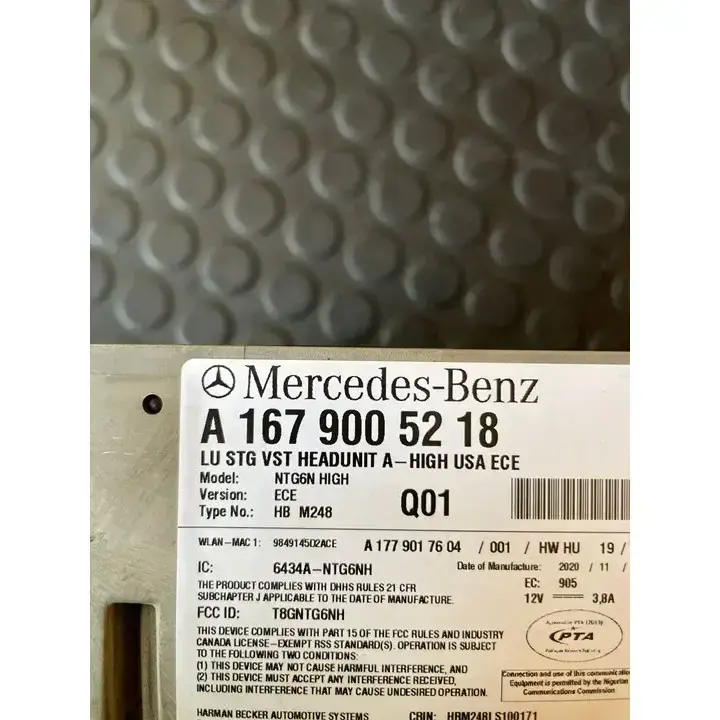 Mercedes-Benz
A 167 900 52 18
LU STG VST HEADUNIT A-HIGH USA ECE
Model: NTG6N HIGH
Version: ECE
Type No.: HB M248
Q01
WLAN-MAC 1: 984914502ACE A 177 901 76 04 / 001 / HW HU 19 /
IC: 6434A-NTG6NH
Date of Manufacture: 2020 / 11 /
THE PRODUCT COMPLIES WITH DHHS RULES 21 CFR
SUBCHAPTER J APPLICABLE TO THE DATE OF MANUFACTURE.
EC: 905
12V 3,8A
FCC ID: T8GNTG6NH
THIS DEVICE COMPLIES WITH PART 15 OF THE FCC RULES AND INDUSTRY
CANADA LICENSE-EXEMPT RSS STANDARD(S). OPERATION IS SUBJECT
TO THE FOLLOWING TWO CONDITIONS:
(1) THIS DEVICE MAY NOT CAUSE HARMFUL INTERFERENCE, AND
(2) THIS DEVICE MUST ACCEPT ANY INTERFERENCE RECEIVED,
INCLUDING INTERFERENCE THAT MAY CAUSE UNDESIRED OPERATION.
PTA
Connection and use of this communicatio
Equipment is permitted by the Nigerian
Communications Commission
HARMAN BECKER AUTOMOTIVE SYSTEMS
CRIN: HBM248LS100171